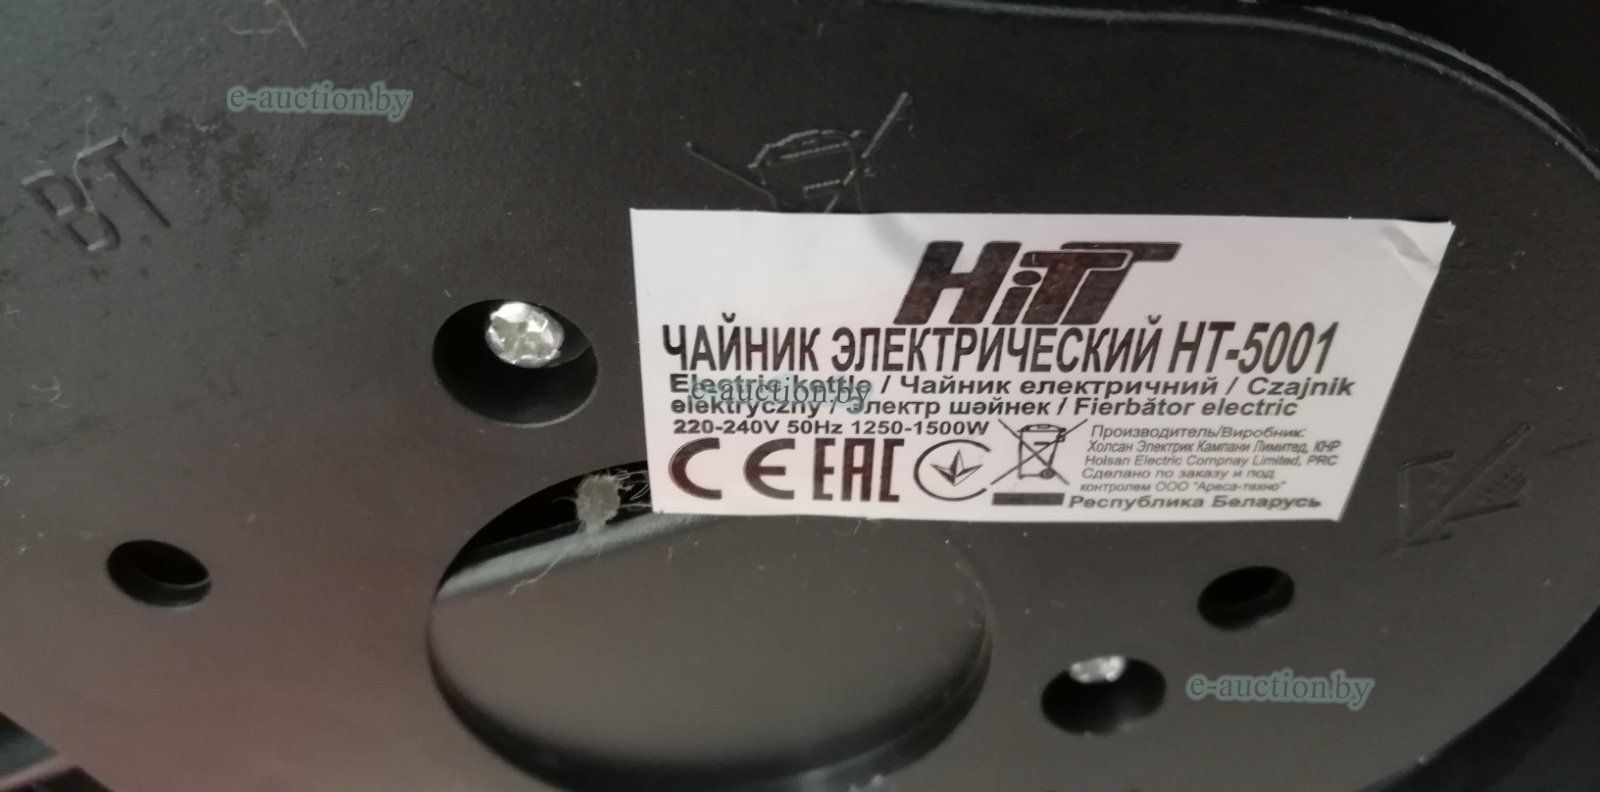 e-auction.by
BT
HiTT
ЧАЙНИК ЭЛЕКТРИЧЕСКИЙ HT-5001
Electric kettle / Чайник електричний / Czajnik
e-auction.by
elektryczny / Электр шәйнек / Fierbător electric
220-240V 50Hz 1250-1500W
CE EAC
Производитель/Виробник:
Холсан Электрик Кампани Лимитед, КНР
Holsan Electric Compnay Limited, PRC
Сделано по заказу и под
контролем ООО "Ареса-техно"
Республика Беларусь
e-auction.by